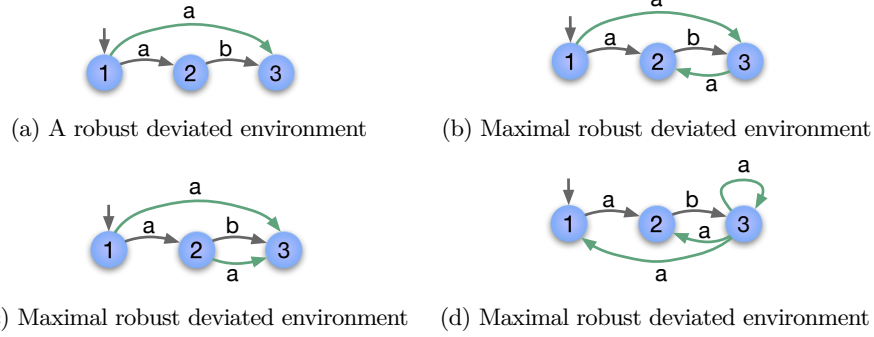 a
a b
1 2 3
(a) A robust deviated environment
a
a b
1 2 3
a
(b) Maximal robust deviated environment
a
a b
1 2 3
a
) Maximal robust deviated environment
a
a b
1 2 a 3
a
(d) Maximal robust deviated environment